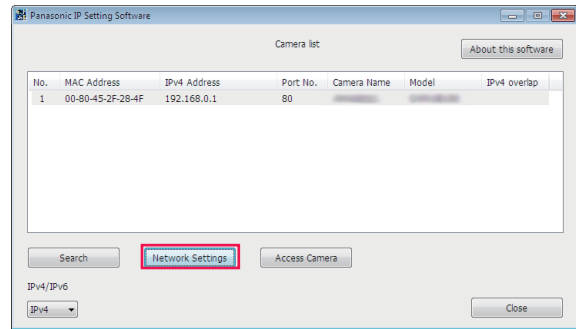 Panasonic IP Setting Software
Camera list
About this software
No. MAC Address IPv4 Address Port No. Camera Name Model IPv4 overlap
1 00-80-45-2F-28-4F 192.168.0.1 80
Search Network Settings Access Camera
IPv4/IPv6
IPv4 Close